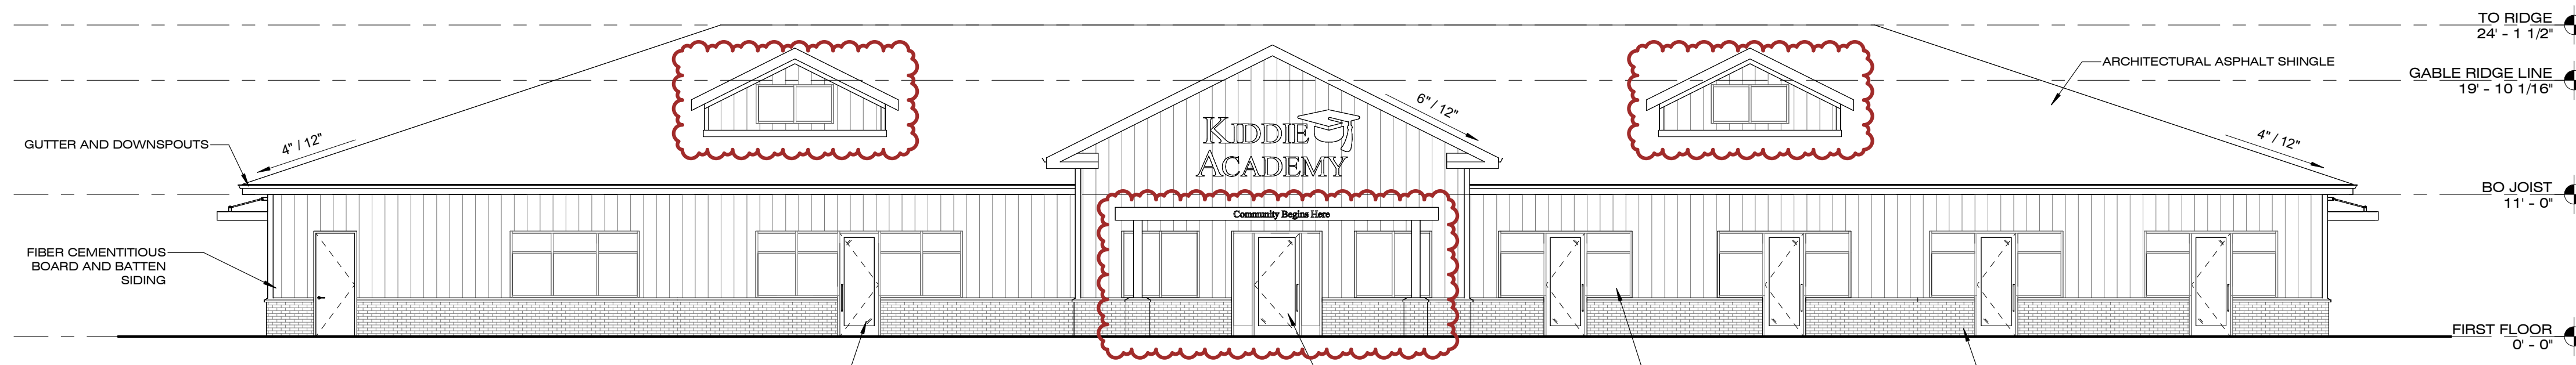 TO RIDGE
24' - 1 1/2"
ARCHITECTURAL ASPHALT SHINGLE
GABLE RIDGE LINE
19' - 10 1/16"
6" / 12"
KIDDIE
ACADEMY
GUTTER AND DOWNSPOUTS
4" / 12"
4" / 12"
BO JOIST
11' - 0"
Community Begins Here
FIBER CEMENTITIOUS
BOARD AND BATTEN
SIDING
FIRST FLOOR
0' - 0"